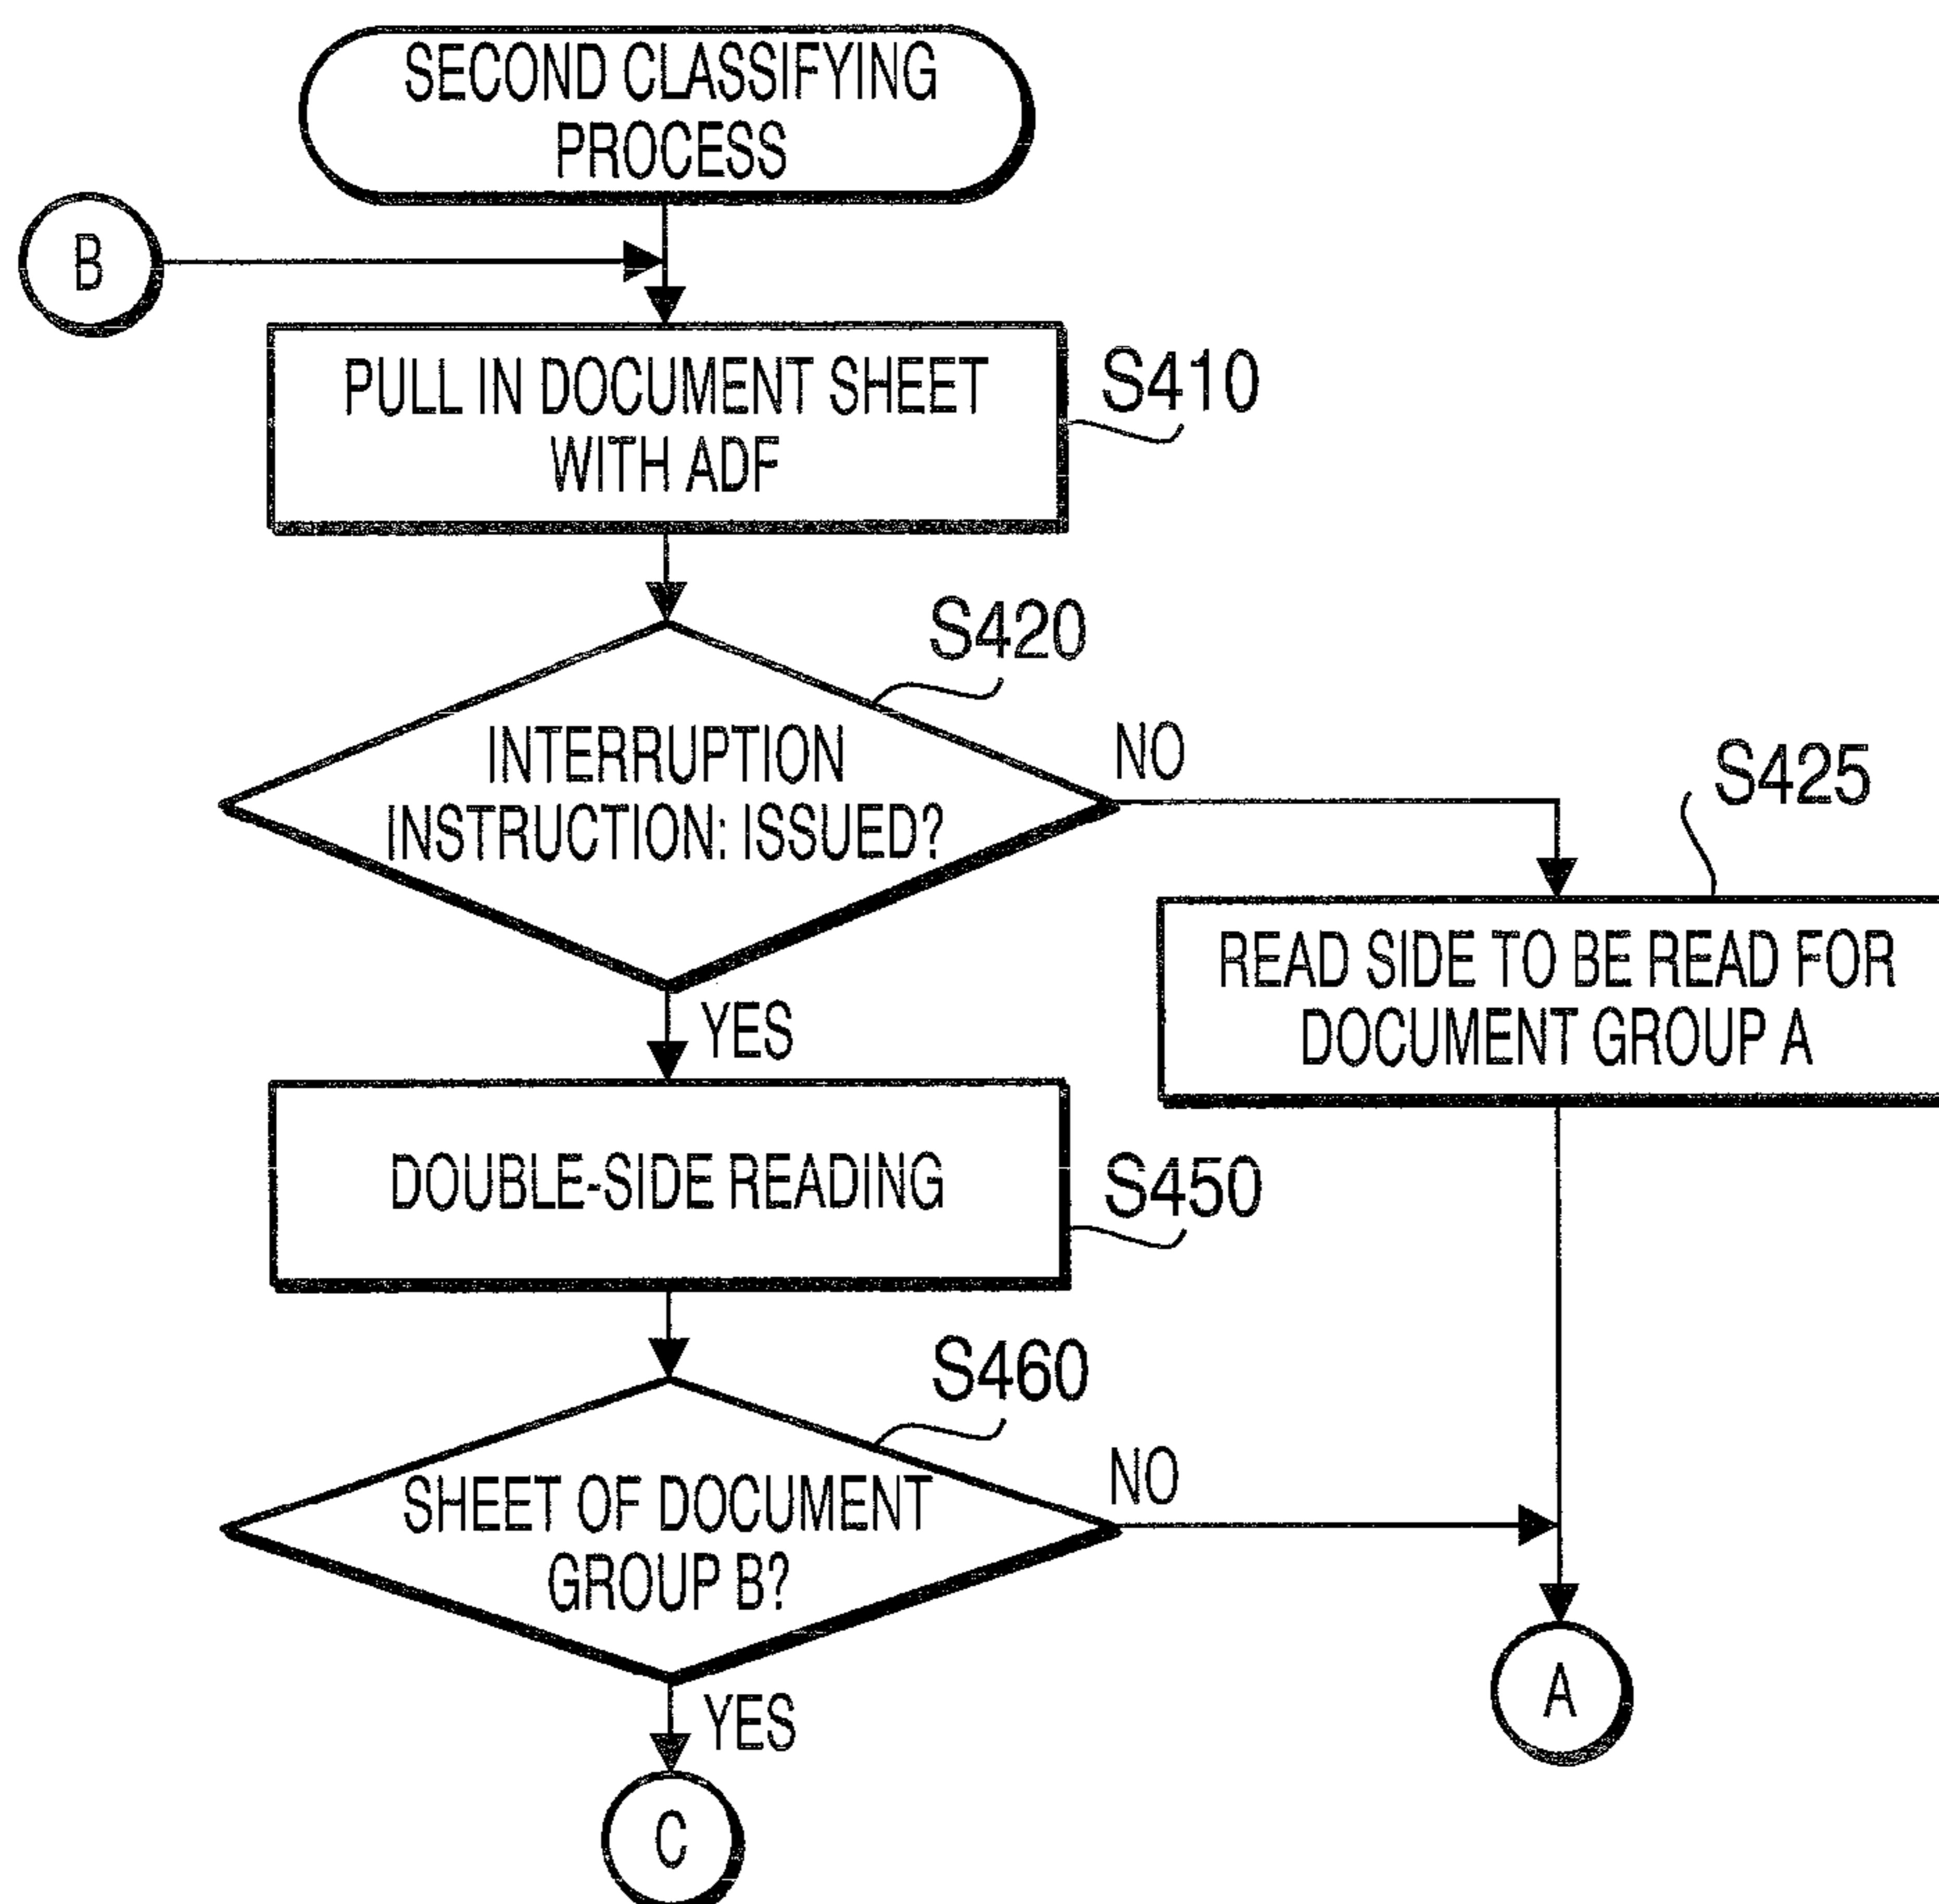 SECOND CLASSIFYING
PROCESS
B
PULL IN DOCUMENT SHEET
WITH ADF
S410
S420
INTERRUPTION
INSTRUCTION: ISSUED?
NO
S425
READ SIDE TO BE READ FOR
DOCUMENT GROUP A
YES
DOUBLE-SIDE READING
S450
S460
SHEET OF DOCUMENT
GROUP B?
NO
A
YES
C